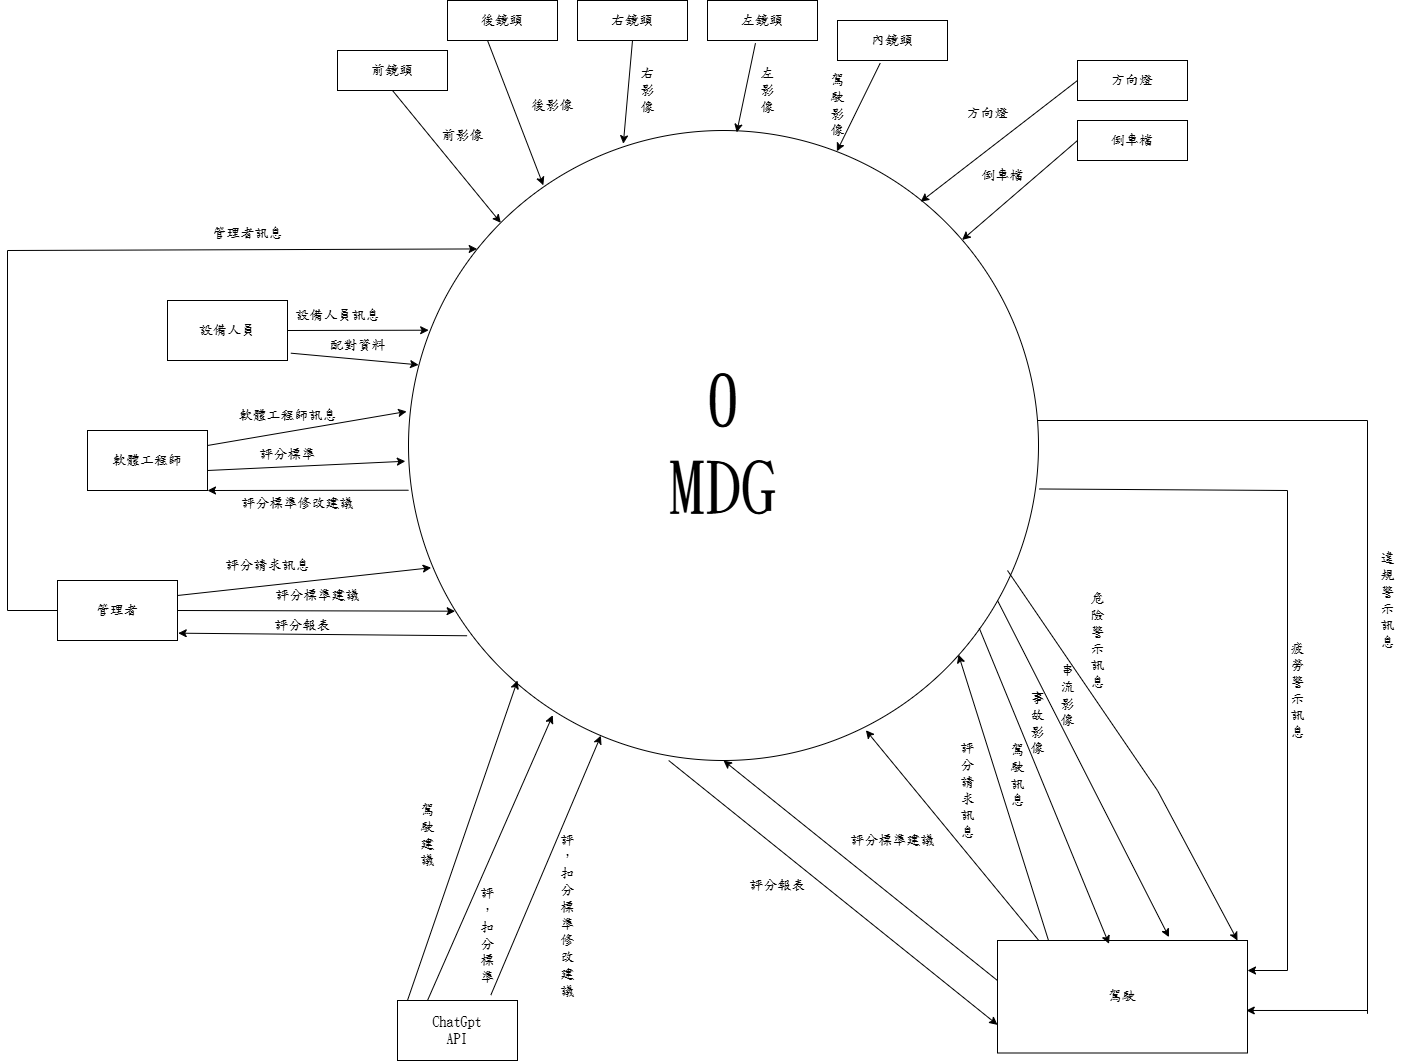 後鏡頭
右鏡頭
左鏡頭
內鏡頭
前鏡頭
方向燈
倒車檔
右影像
左影像
駕駛影像
後影像
前影像
方向燈
倒車檔
管理者訊息
設備人員
設備人員訊息
配對資料
0
MDG
軟體工程師
軟體工程師訊息
評分標準
評分標準修改建議
管理者
評分請求訊息
評分標準建議
評分報表
違規警示訊息
疲勞警示訊息
危險警示訊息
串流影像
事故影像
駕駛訊息
評分請求訊息
評分標準建議
評分報表
駕駛建議
評，扣分標準
評，扣分標準修改建議
ChatGpt
API
駕駛